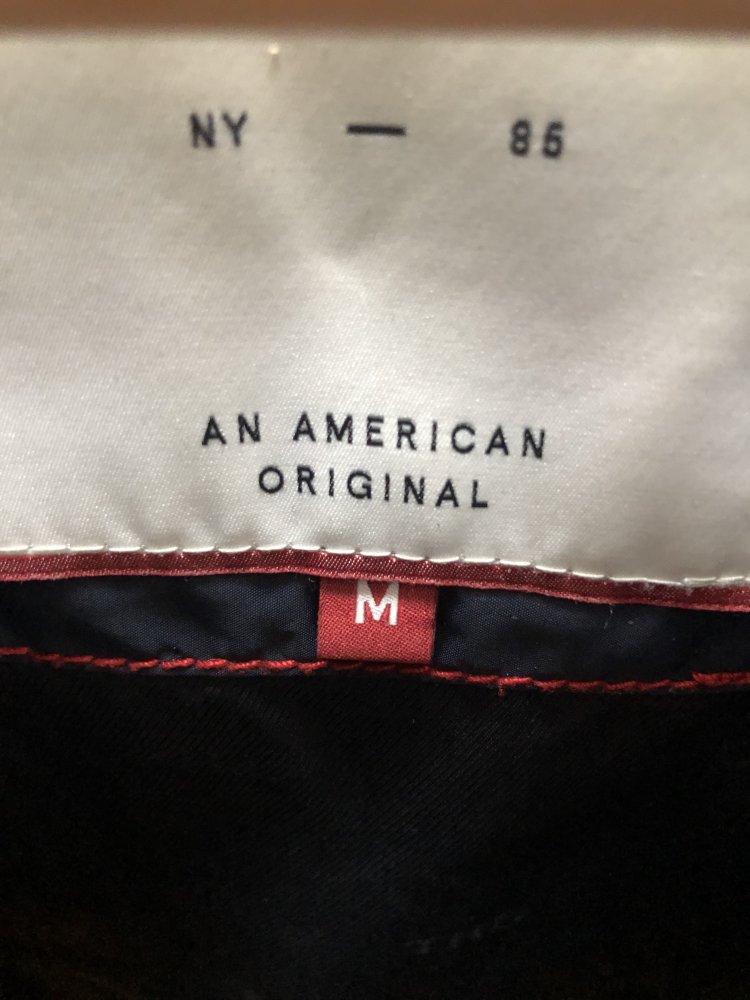 NY — 85
AN AMERICAN
ORIGINAL
M